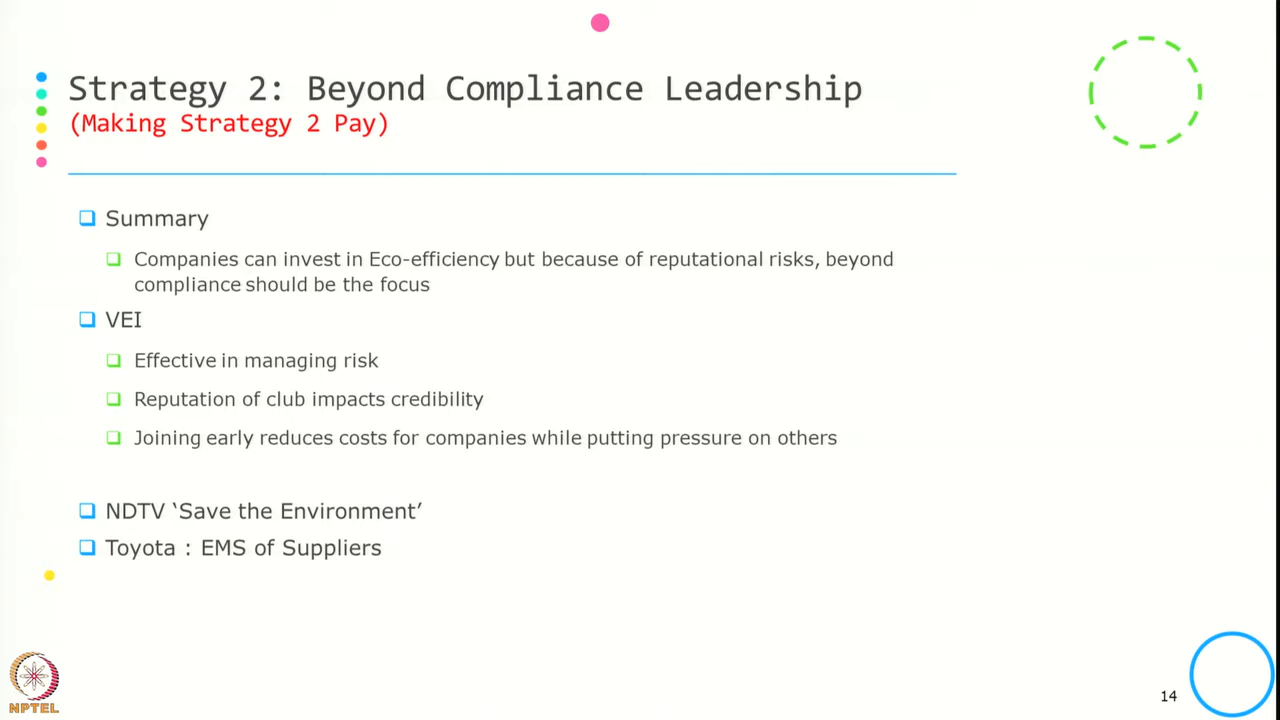 Strategy 2: Beyond Compliance Leadership
(Making Strategy 2 Pay)
Summary
Companies can invest in Eco-efficiency but because of reputational risks, beyond
compliance should be the focus
VEI
Effective in managing risk
Reputation of club impacts credibility
Joining early reduces costs for companies while putting pressure on others
NDTV ‘Save the Environment’
Toyota : EMS of Suppliers
NPTEL
14